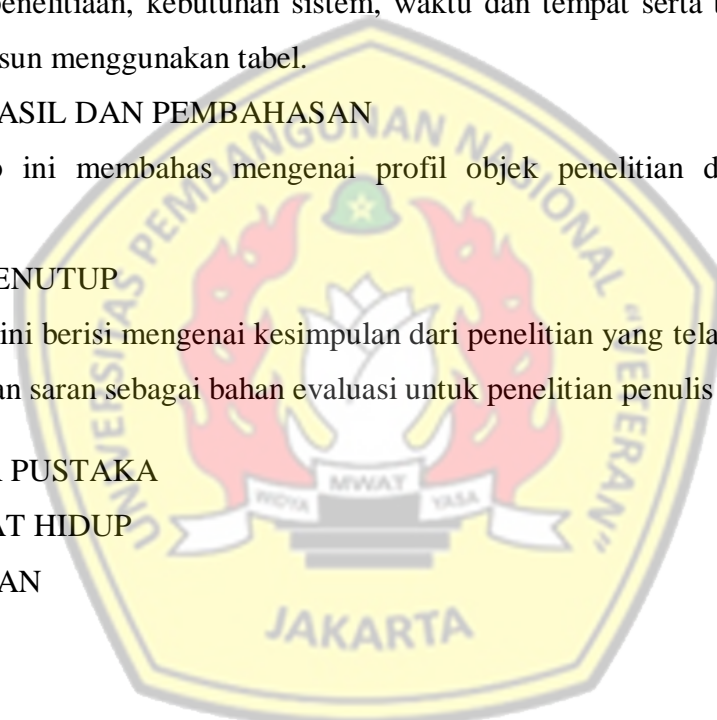 penelitiaan, kebutuhan sistem, waktu dan tempat serta t
sun menggunakan tabel.
ASIL DAN PEMBAHASAN
ini membahas mengenai profil objek penelitian d
ENUTUP
ini berisi mengenai kesimpulan dari penelitian yang tela
an saran sebagai bahan evaluasi untuk penelitian penulis
PUSTAKA
AT HIDUP
AN
UNIVERSITAS PEMBANGUNAN NASIONAL "VETERAN"
WIDYA MWAT YASA
JAKARTA